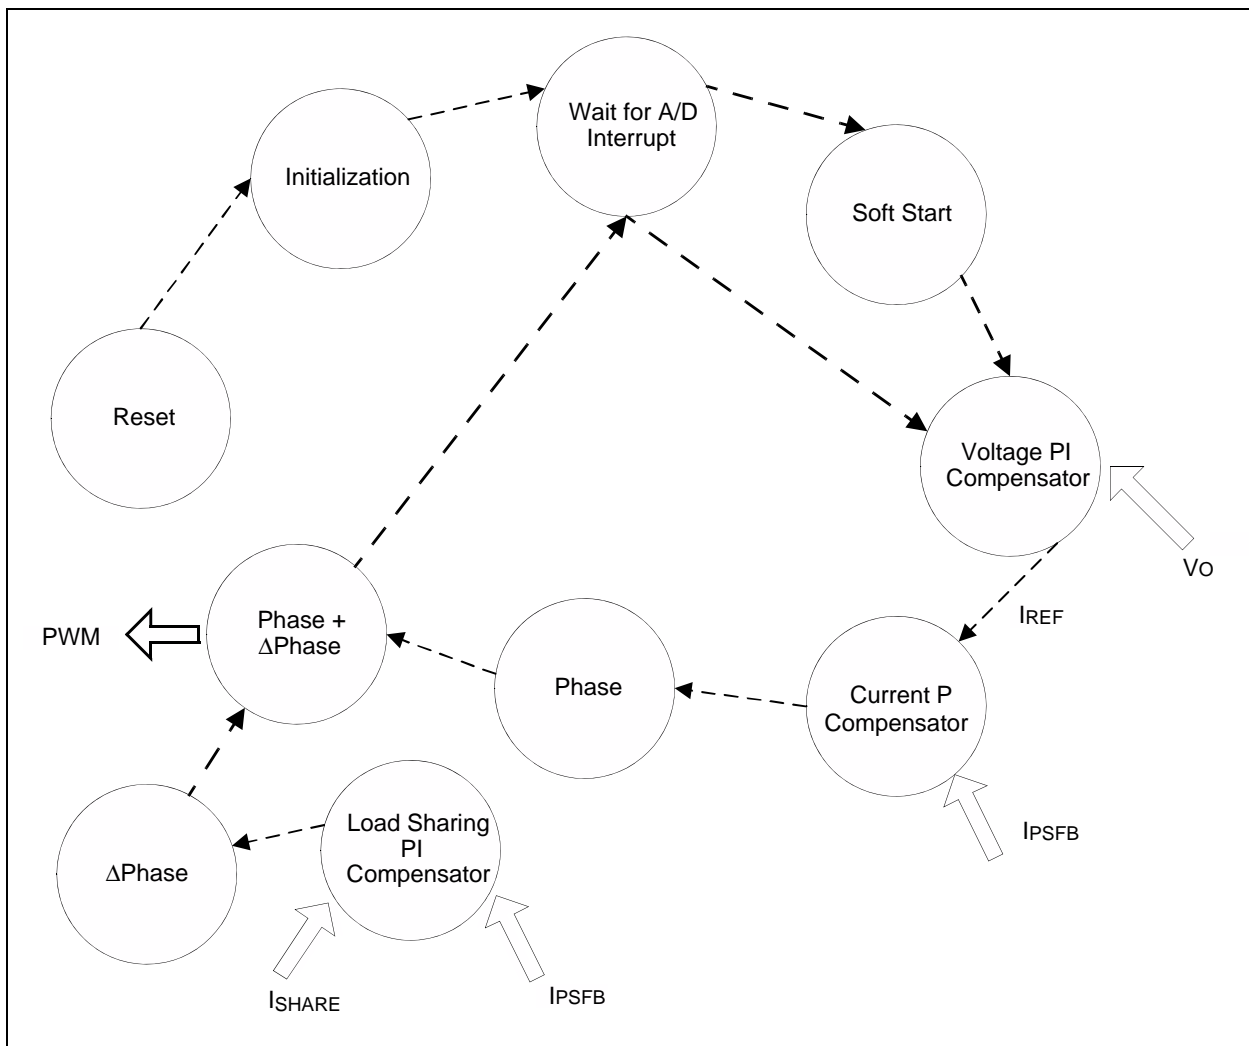 Wait for A/D
Interrupt
Initialization
Soft Start
Reset
Voltage PI
Compensator
VO
IREF
Phase +
ΔPhase
PWM
Phase
Current P
Compensator
IPSFB
Load Sharing
PI
Compensator
ΔPhase
ISHARE
IPSFB